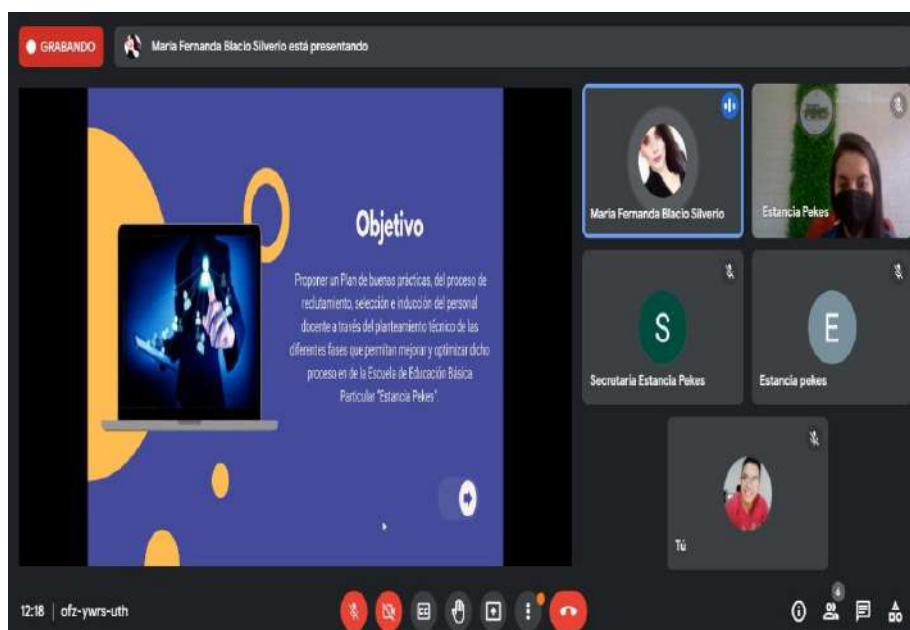 GRABANDO
Maria Fernanda Blacio Silverio está presentando
Objetivo
Proponer un Plan de buenas prácticas, del proceso de
reclutamiento, selección e inducción del personal
docente a través del planteamiento técnico de las
diferentes fases que permitan mejorar y optimizar dicho
proceso en de la Escuela de Educación Básica
Particular "Estancia Pekes".
Maria Fernanda Blacio Silverio
Estancia Pekes
S
Secretaria Estancia Pekes
E
Estancia pekes
Tú
12:18 | ofz-ywrs-uth